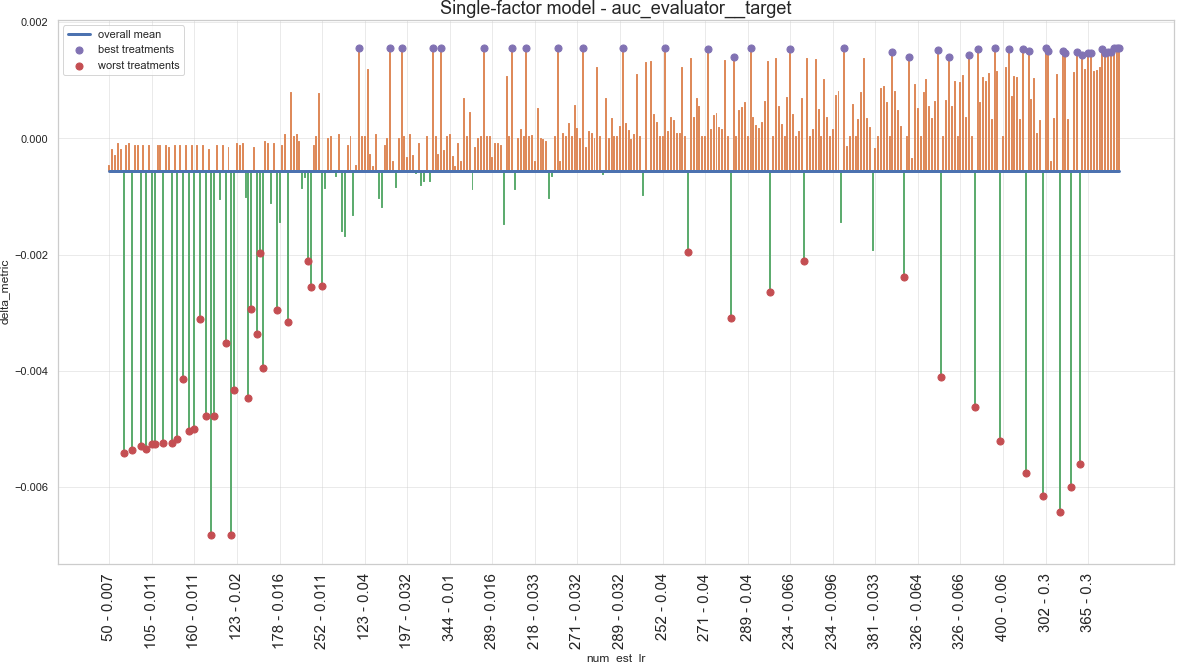 Single-factor model - auc_evaluator__target
overall mean
best treatments
worst treatments
0.002
0.000
−0.002
−0.004
−0.006
delta_metric
50 - 0.007
105 - 0.011
160 - 0.011
123 - 0.02
178 - 0.016
252 - 0.011
123 - 0.04
197 - 0.032
344 - 0.01
289 - 0.016
218 - 0.033
271 - 0.032
289 - 0.032
252 - 0.04
271 - 0.04
289 - 0.04
234 - 0.066
234 - 0.096
381 - 0.033
326 - 0.064
326 - 0.066
400 - 0.06
302 - 0.3
365 - 0.3
num_est_lr